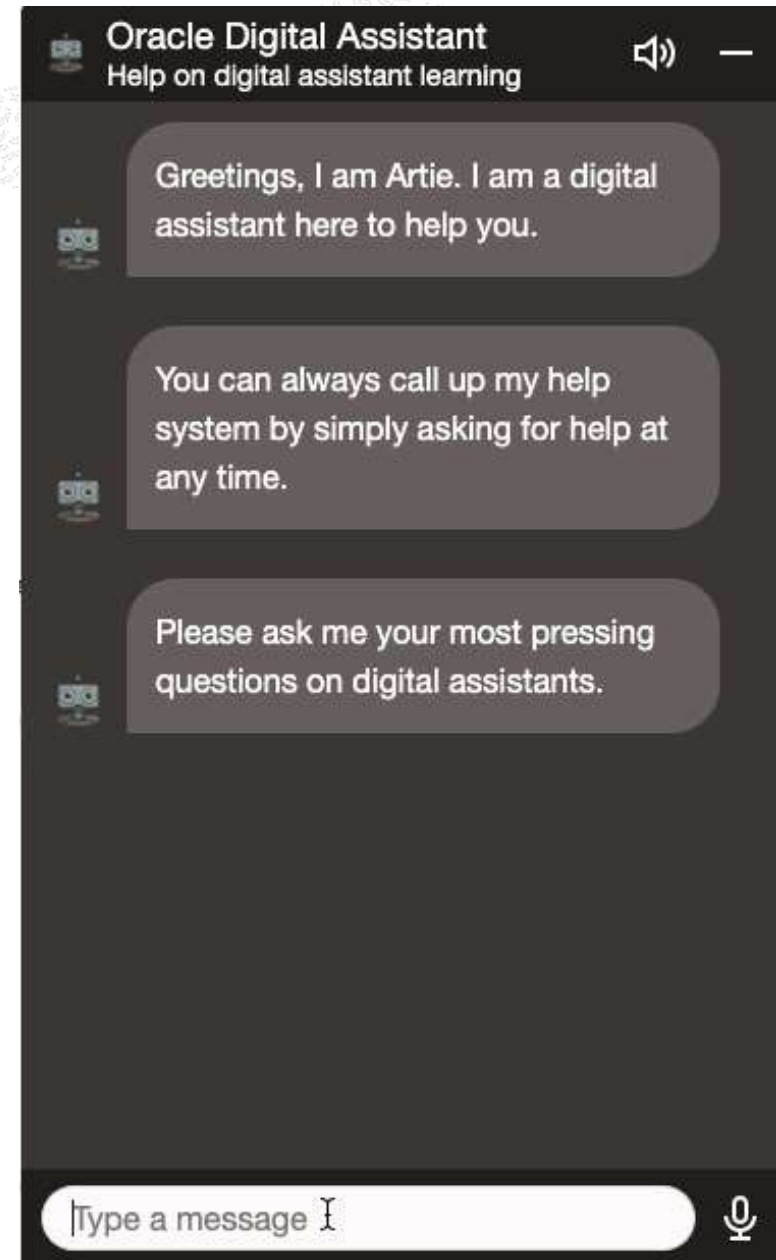 Oracle Digital Assistant
Help on digital assistant learning
Greetings, I am Artie. I am a digital
assistant here to help you.
You can always call up my help
system by simply asking for help at
any time.
Please ask me your most pressing
questions on digital assistants.
Type a message